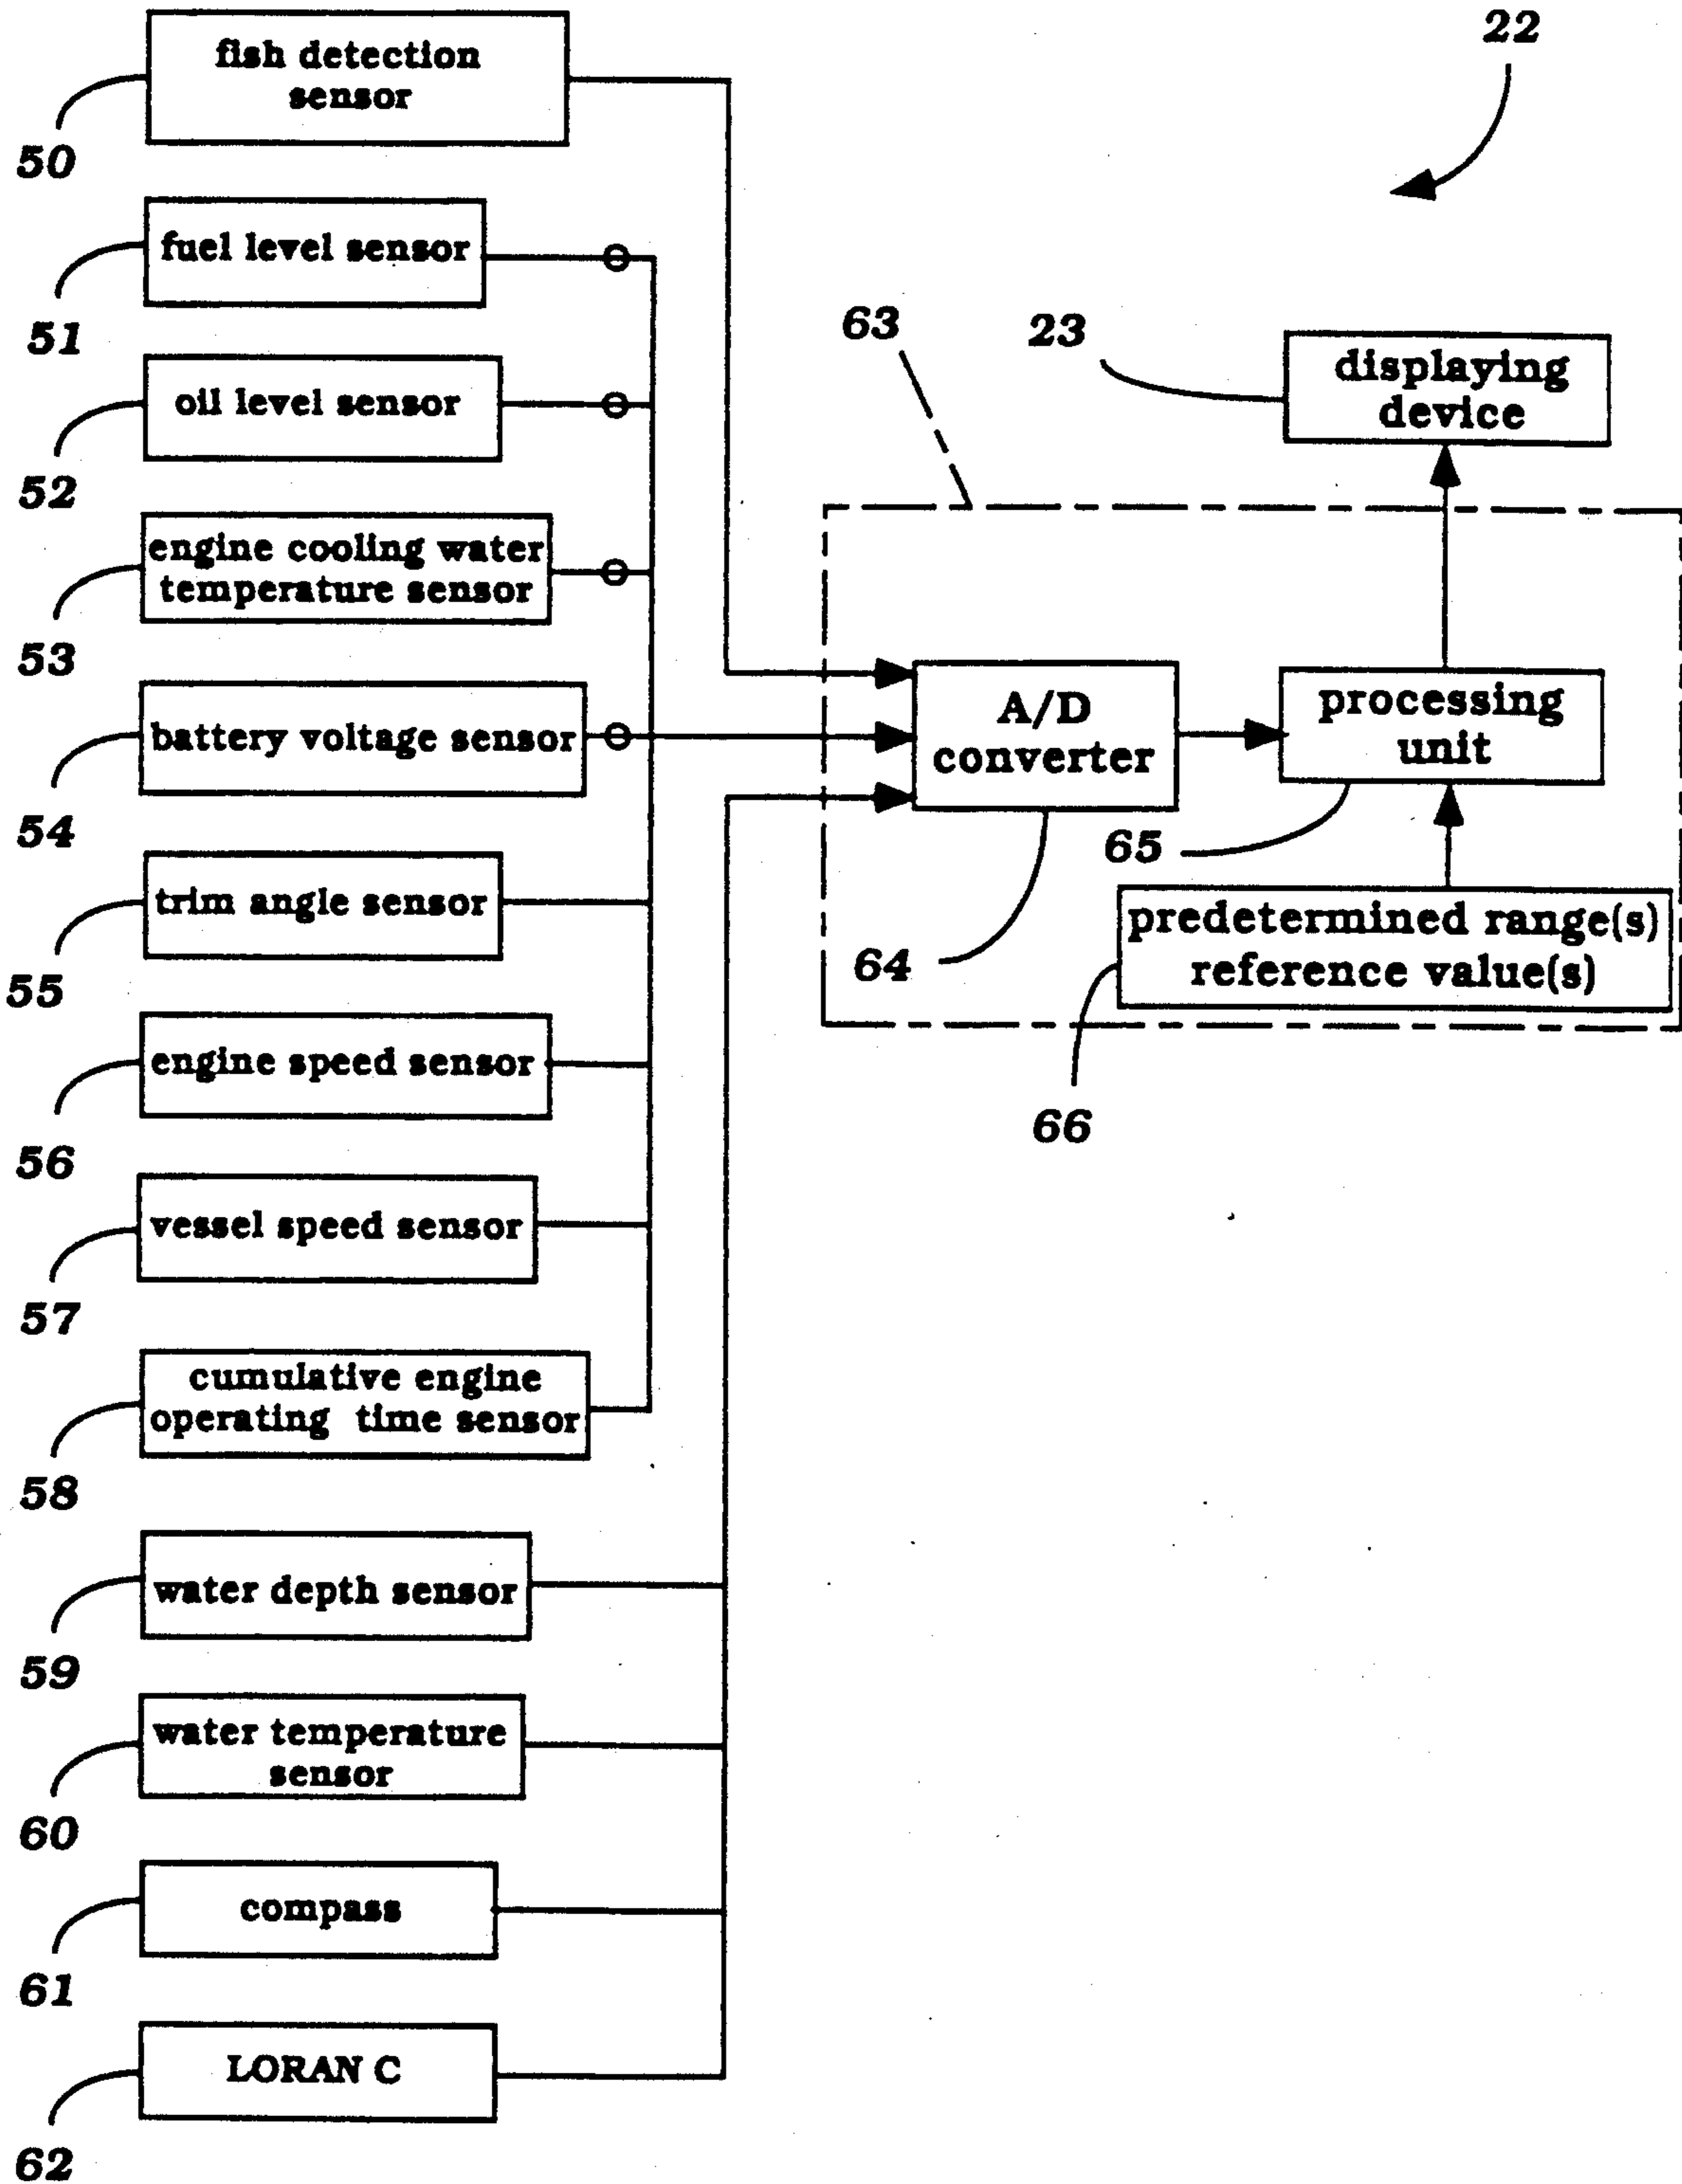 22
fish detection
sensor
50
fuel level sensor
51
oil level sensor
52
engine cooling water
temperature sensor
53
battery voltage sensor
54
trim angle sensor
55
engine speed sensor
56
vessel speed sensor
57
cumulative engine
operating time sensor
58
water depth sensor
59
water temperature
sensor
60
compass
61
LORAN C
62
63
23
displaying
device
A/D
converter
64
processing
unit
65
predetermined range(s)
reference value(s)
66